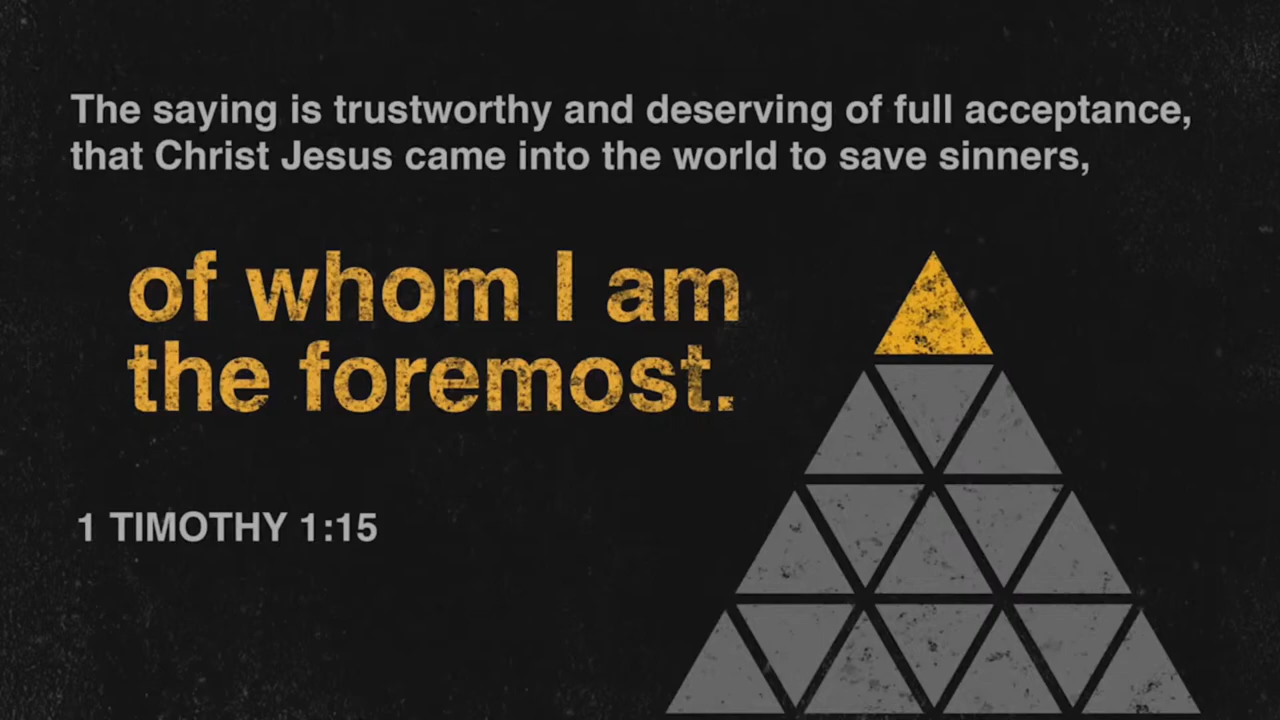 The saying is trustworthy and deserving of full acceptance,
that Christ Jesus came into the world to save sinners,
of whom I am
the foremost.
1 TIMOTHY 1:15